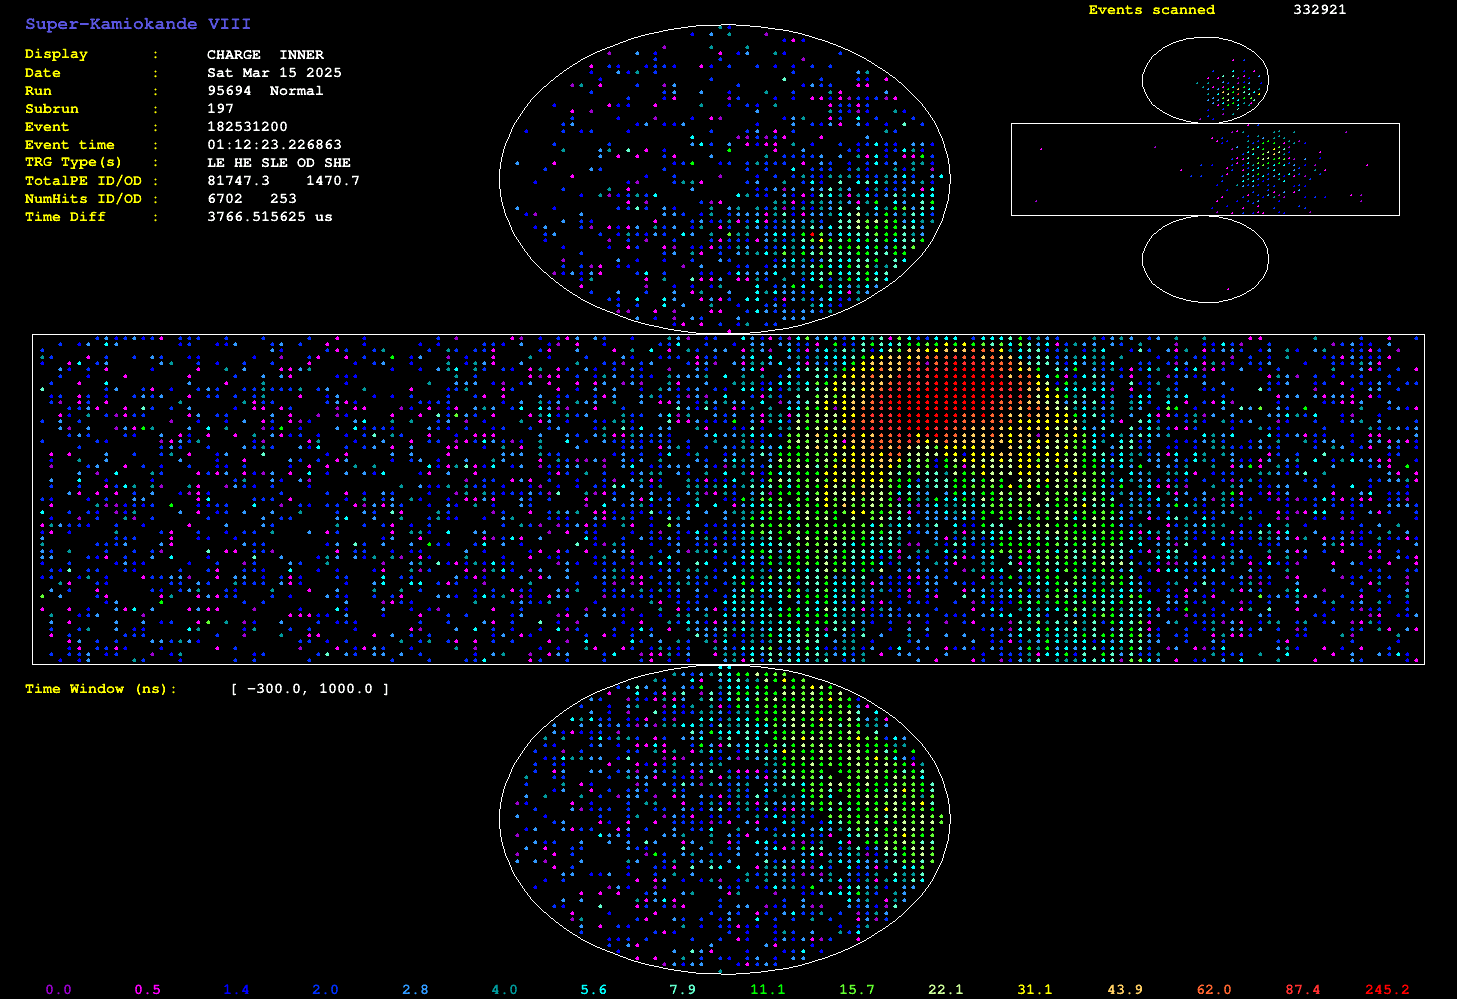 Super-Kamiokande VIII
Display : CHARGE INNER
Date : Sat Mar 15 2025
Run : 95694 Normal
Subrun : 197
Event : 182531200
Event time : 01:12:23.226863
TRG Type(s) : LE HE SLE OD SHE
TotalPE ID/OD : 81747.3 1470.7
NumHits ID/OD : 6702 253
Time Diff : 3766.515625 us
Events scanned 332921
Time Window (ns): [ -300.0, 1000.0 ]
0.0 0.5 1.4 2.0 2.8 4.0 5.6 7.9 11.1 15.7 22.1 31.1 43.9 62.0 87.4 245.2